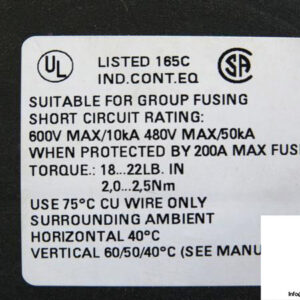 UL
LISTED 165C
IND.CONT.EQ
SA
SUITABLE FOR GROUP FUSING
SHORT CIRCUIT RATING:
600V MAX/10kA 480V MAX/50kA
WHEN PROTECTED BY 200A MAX FUS
TORQUE.: 18...22LB. IN
2,0...2,5Nm
USE 75°C CU WIRE ONLY
SURROUNDING AMBIENT
HORIZONTAL 40°C
VERTICAL 60/50/40°C (SEE MANU